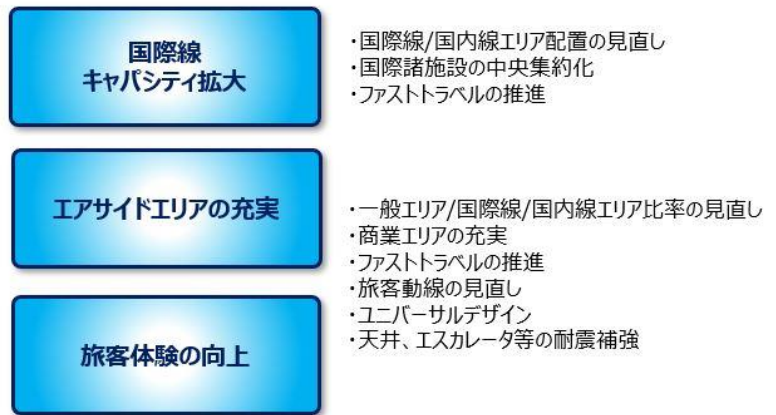 国際線
キャパシティ拡大
・国際線/国内線エリア配置の見直し
・国際諸施設の中央集約化
・ファストトラベルの推進
エアサイドエリアの充実
・一般エリア/国際線/国内線エリア比率の見直し
・商業エリアの充実
・ファストトラベルの推進
・旅客動線の見直し
・ユニバーサルデザイン
・天井、エスカレータ等の耐震補強
旅客体験の向上